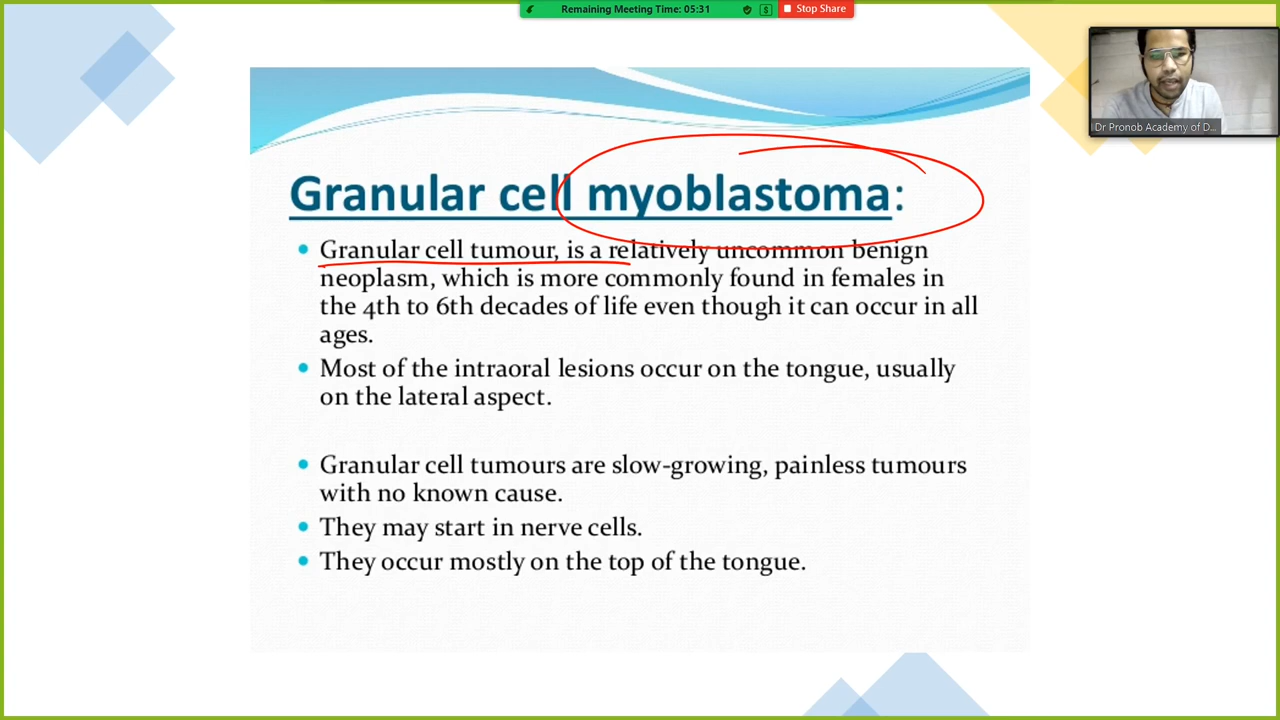 Remaining Meeting Time: 05:31
Stop Share
Dr Pronob Academy of D...
Granular cell myoblastoma:
• Granular cell tumour, is a relatively uncommon benign
neoplasm, which is more commonly found in females in
the 4th to 6th decades of life even though it can occur in all
ages.
• Most of the intraoral lesions occur on the tongue, usually
on the lateral aspect.
• Granular cell tumours are slow-growing, painless tumours
with no known cause.
• They may start in nerve cells.
• They occur mostly on the top of the tongue.